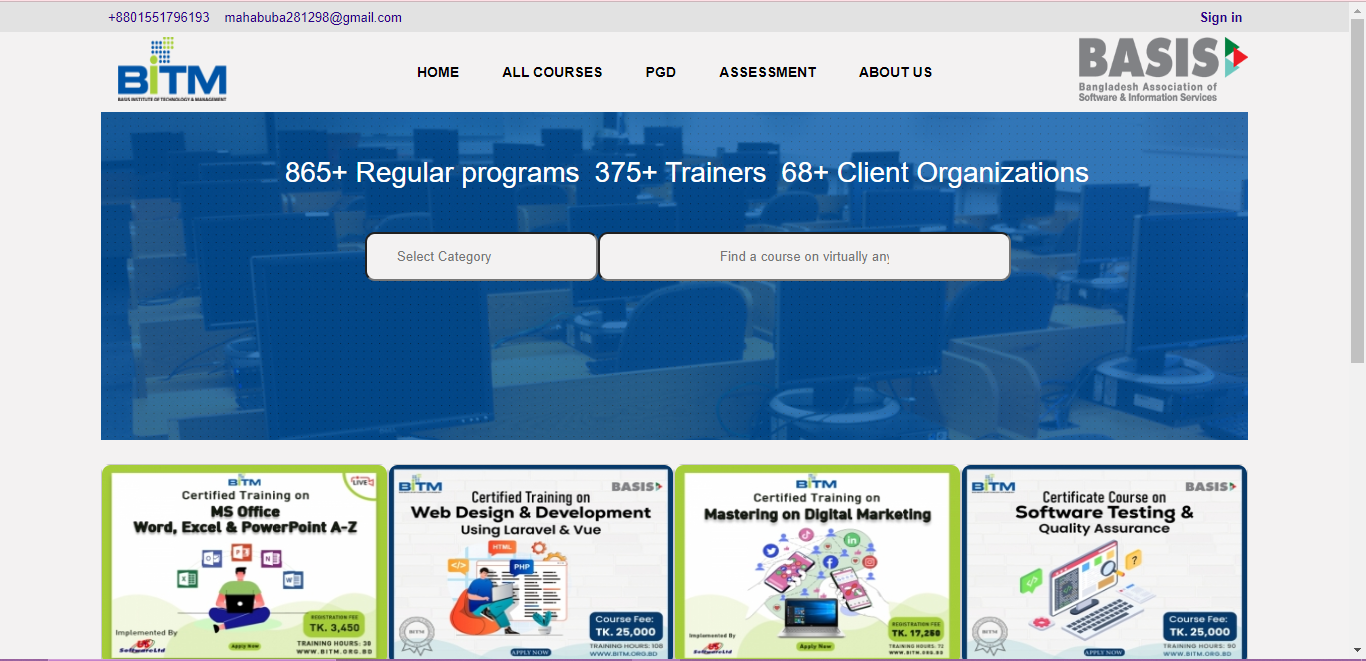 +8801551796193 mahabuba281298@gmail.com Sign in
BiTM
BASIS INSTITUTE OF TECHNOLOGY & MANAGEMENT
HOME ALL COURSES PGD ASSESSMENT ABOUT US
BASIS
Bangladesh Association of
Software & Information Services
865+ Regular programs 375+ Trainers 68+ Client Organizations
Select Category
Find a course on virtually any
BiTM
LIVE
Certified Training on
MS Office
Word, Excel & PowerPoint A-Z
REGISTRATION FEE
TK. 3,450
Implemented By
SoftwareLtd
Apply Now
TRAINING HOURS: 38
WWW.BITM.ORG.BD
BiTM
BASIS
Certified Training on
Web Design & Development
Using Laravel & Vue
HTML
</>
PHP
BITM
Course Fee:
TK. 25,000
APPLY NOW
TRAINING HOURS: 108
WWW.BITM.ORG.BD
BiTM
Certified Training on
Mastering on Digital Marketing
in
REGISTRATION FEE
TK. 17,250
Implemented By
SoftwareLtd
Apply Now
TRAINING HOURS: 72
WWW.BITM.ORG.BD
BiTM
BASIS
Certificate Course on
Software Testing &
Quality Assurance
</>
?
BITM
Course Fee:
TK. 25,000
APPLY NOW
TRAINING HOURS: 90
WWW.BITM.ORG.BD